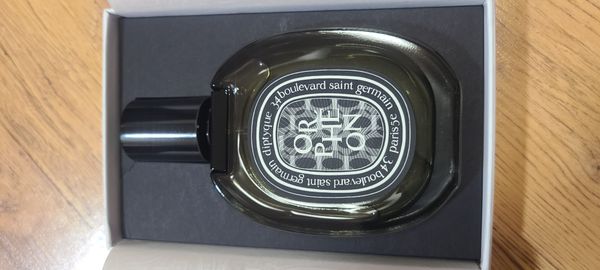 OR
PHE
ON
diptyque 34 boulevard saint germain paris 5e
34 boulevard saint germain